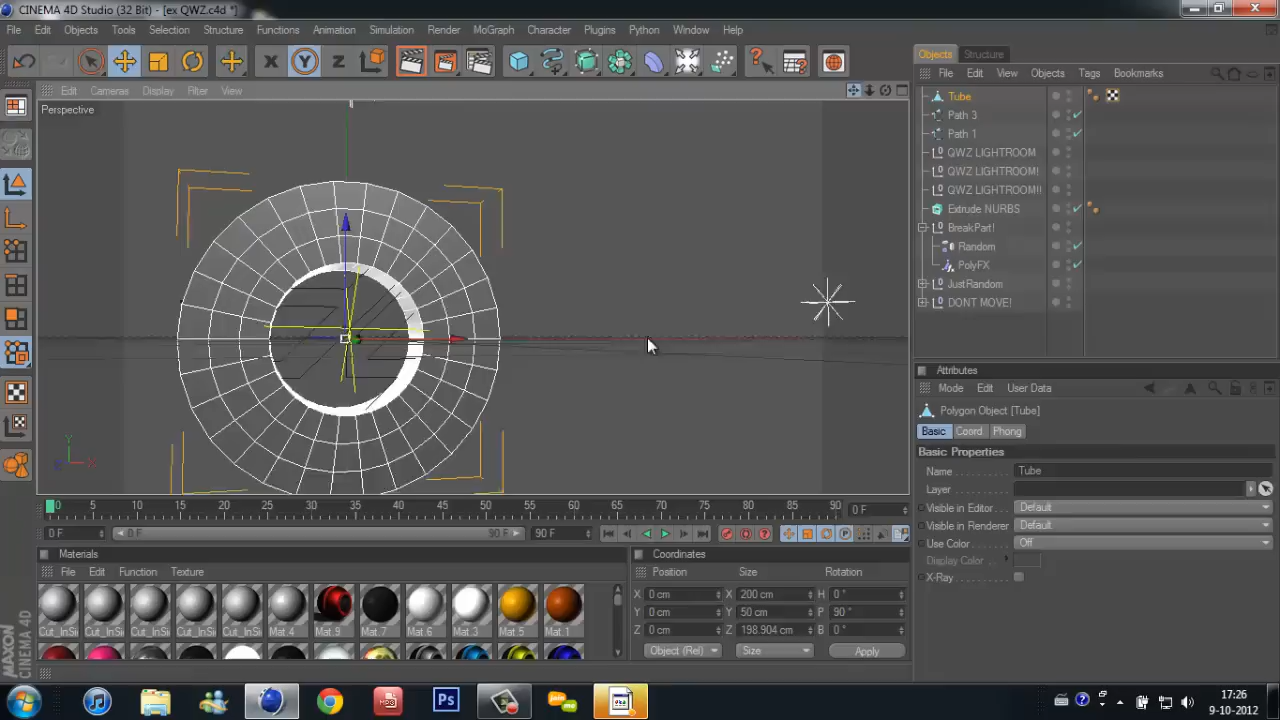 CINEMA 4D Studio (32 Bit) - [ex QWZ.c4d *]
File Edit Objects Tools Selection Structure Functions Animation Simulation Render MoGraph Character Plugins Python Window Help
X Y Z
Edit Cameras Display Filter View
Perspective
Y
X
Objects Structure
File Edit View Objects Tags Bookmarks
Tube
Path 3
Path 1
QWZ LIGHTROOM
QWZ LIGHTROOM!
QWZ LIGHTROOM!!
Extrude NURBS
BreakPart!
Random
PolyFX
JustRandom
DONT MOVE!
Attributes
Mode Edit User Data
Polygon Object [Tube]
Basic Coord. Phong
Basic Properties
Name Tube
Layer
Visible in Editor Default
Visible in Renderer Default
Use Color Off
Display Color
X-Ray
0 5 10 15 20 25 30 35 40 45 50 55 60 65 70 75 80 85 90 0 F
0 F 0 F 90 F 90 F
Materials
File Edit Function Texture
Cut_InSi Cut_InSi Cut_InSi Cut_InSi Cut_InSi Mat.4 Mat.9 Mat.7 Mat.6 Mat.3 Mat.5 Mat.1
Coordinates
Position Size Rotation
X 0 cm X 200 cm H 0 °
Y 0 cm Y 50 cm P 90 °
Z 0 cm Z 198.904 cm B 0 °
Object (Rel) Size Apply
MAXON
CINEMA 4D
Ps
join.me
17:26
9-10-2012